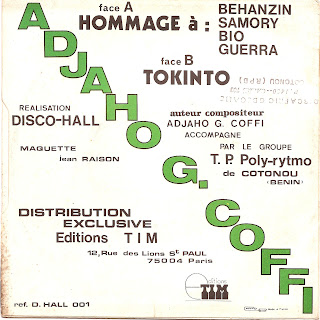 face A
HOMMAGE à :
BEHANZIN
SAMORY
BIO
GUERRA
face B
TOKINTO
ADJAHO G. COFFI
REALISATION
DISCO-HALL
auteur compositeur
ADJAHO G. COFFI
ACCOMPAGNE
PAR LE GROUPE
T. P. Poly-rytmo
de COTONOU
(BENIN)
MAQUETTE
jean RAISON
DISTRIBUTION
EXCLUSIVE
Editions T I M
12, Rue des Lions St PAUL
75004 Paris
editions
TIM
ref. D. HALL 001